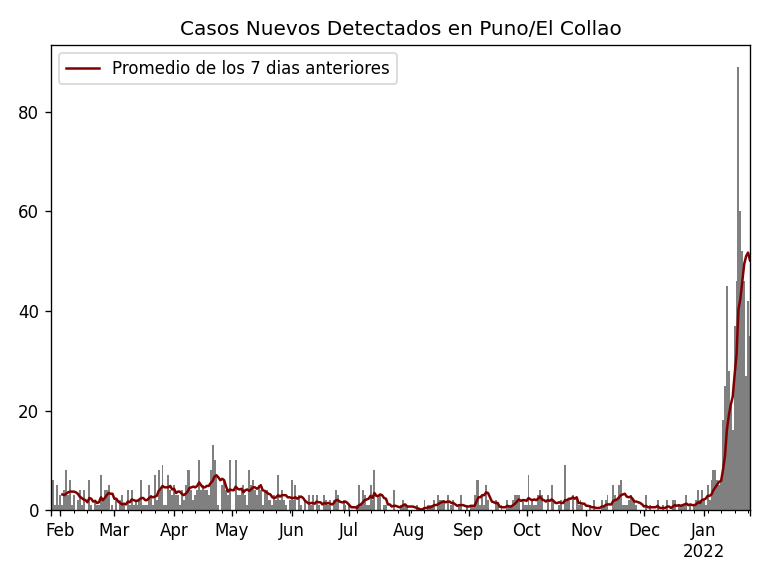 Casos Nuevos Detectados en Puno/El Collao
Promedio de los 7 dias anteriores
80
60
40
20
0
Feb Mar Apr May Jun Jul Aug Sep Oct Nov Dec Jan
2022